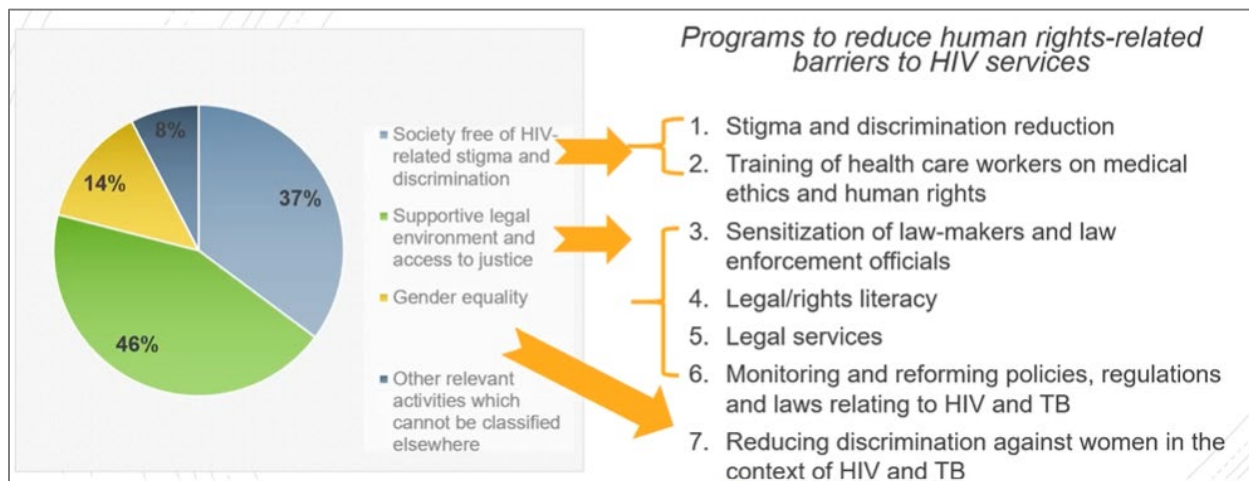 8%
14%
37%
46%
Society free of HIV-
related stigma and
discrimination
Supportive legal
environment and
access to justice
Gender equality
Other relevant
activities which
cannot be classified
elsewhere
Programs to reduce human rights-related
barriers to HIV services
1. Stigma and discrimination reduction
2. Training of health care workers on medical
ethics and human rights
3. Sensitization of law-makers and law
enforcement officials
4. Legal/rights literacy
5. Legal services
6. Monitoring and reforming policies, regulations
and laws relating to HIV and TB
7. Reducing discrimination against women in the
context of HIV and TB